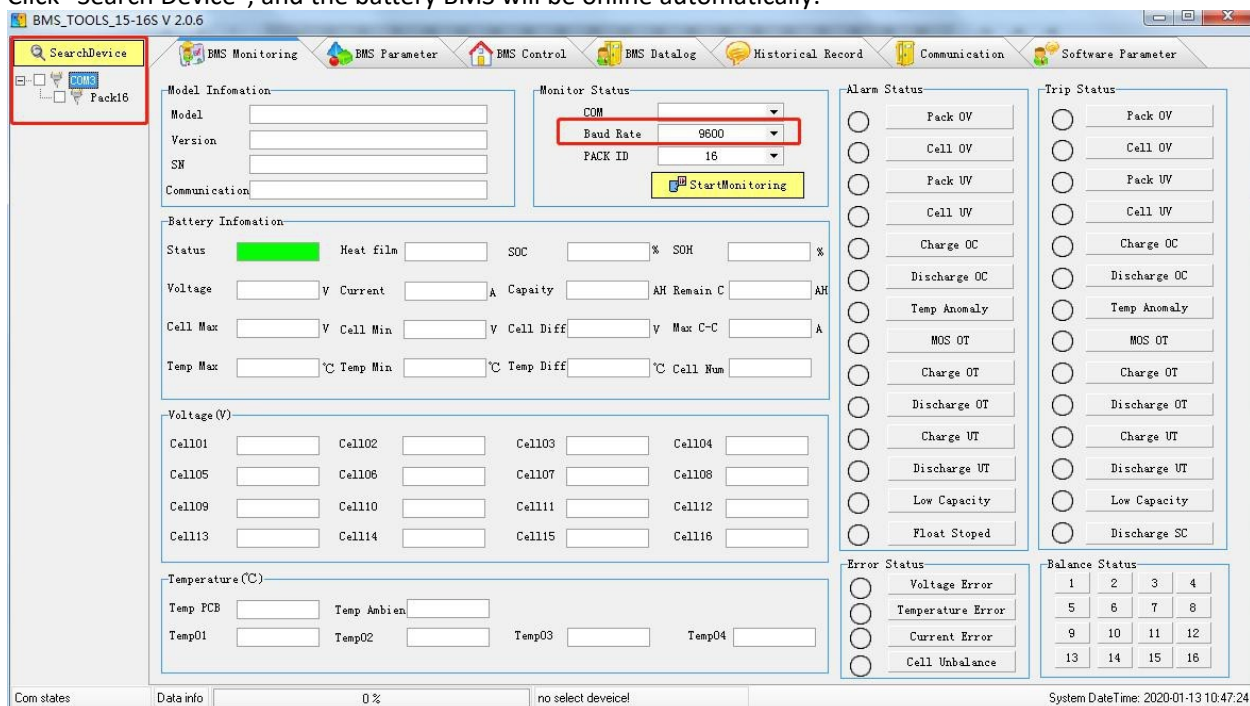 Click "Search Device", and the battery BMS will be online automatically.
BMS_TOOLS_15-16S V 2.0.6
SearchDevice
BMS Monitoring
BMS Parameter
BMS Control
BMS Datalog
Historical Record
Communication
Software Parameter
COM3
Pack16
Model Infomation
Model
Version
SN
Communication
Monitor Status
COM
Baud Rate 9600
PACK ID 16
StartMonitoring
Battery Infomation
Status Heat film SOC % SOH %
Voltage V Current A Capaity AH Remain C AH
Cell Max V Cell Min V Cell Diff V Max C-C A
Temp Max ℃ Temp Min ℃ Temp Diff ℃ Cell Num
Voltage(V)
Cell01 Cell02 Cell03 Cell04
Cell05 Cell06 Cell07 Cell08
Cell09 Cell10 Cell11 Cell12
Cell13 Cell14 Cell15 Cell16
Temperature(℃)
Temp PCB Temp Ambien
Temp01 Temp02 Temp03 Temp04
Alarm Status
Pack OV
Cell OV
Pack UV
Cell UV
Charge OC
Discharge OC
Temp Anomaly
MOS OT
Charge OT
Discharge OT
Charge UT
Discharge UT
Low Capacity
Float Stoped
Trip Status
Pack OV
Cell OV
Pack UV
Cell UV
Charge OC
Discharge OC
Temp Anomaly
MOS OT
Charge OT
Discharge OT
Charge UT
Discharge UT
Low Capacity
Discharge SC
Error Status
Voltage Error
Temperature Error
Current Error
Cell Unbalance
Balance Status
1 2 3 4
5 6 7 8
9 10 11 12
13 14 15 16
Com states
Data info
0 %
no select deveice!
System DateTime: 2020-01-13 10:47:24